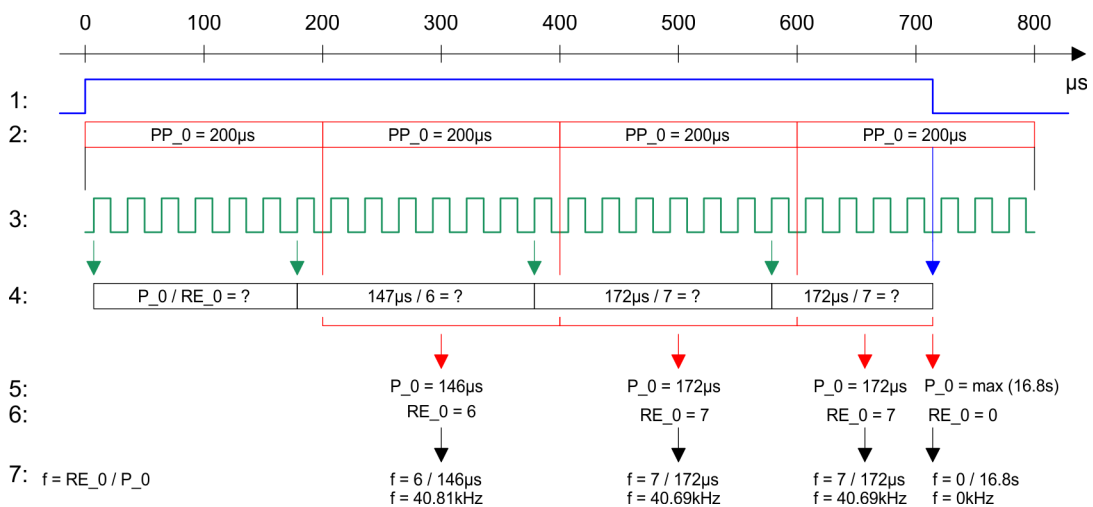 0 100 200 300 400 500 600 700 800
µs
1:
2: PP_0 = 200µs PP_0 = 200µs PP_0 = 200µs PP_0 = 200µs
3:
4: P_0 / RE_0 = ? 147µs / 6 = ? 172µs / 7 = ? 172µs / 7 = ?
5: P_0 = 146µs P_0 = 172µs P_0 = 172µs P_0 = max (16.8s)
6: RE_0 = 6 RE_0 = 7 RE_0 = 7 RE_0 = 0
7: f = RE_0 / P_0 f = 6 / 146µs f = 7 / 172µs f = 7 / 172µs f = 0 / 16.8s
f = 40.81kHz f = 40.69kHz f = 40.69kHz f = 0kHz